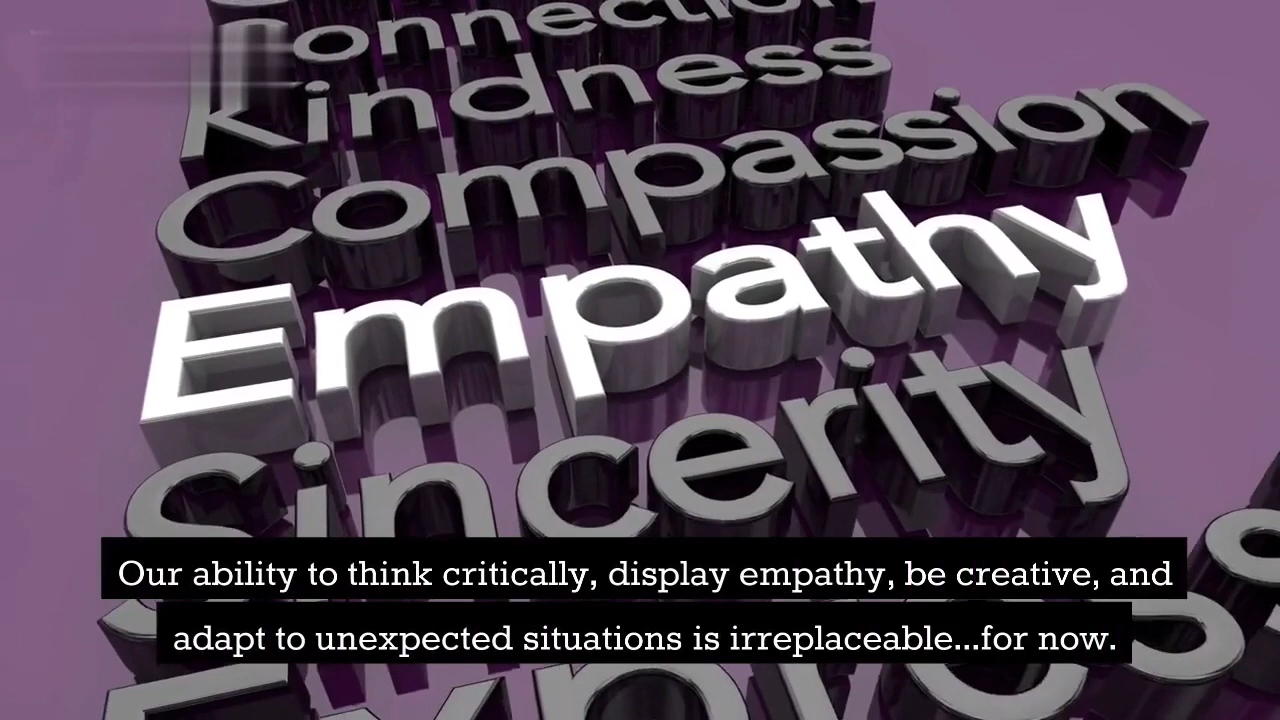 Connection
Kindness
Compassion
Empathy
Sincerity
Our ability to think critically, display empathy, be creative, and
adapt to unexpected situations is irreplaceable...for now.